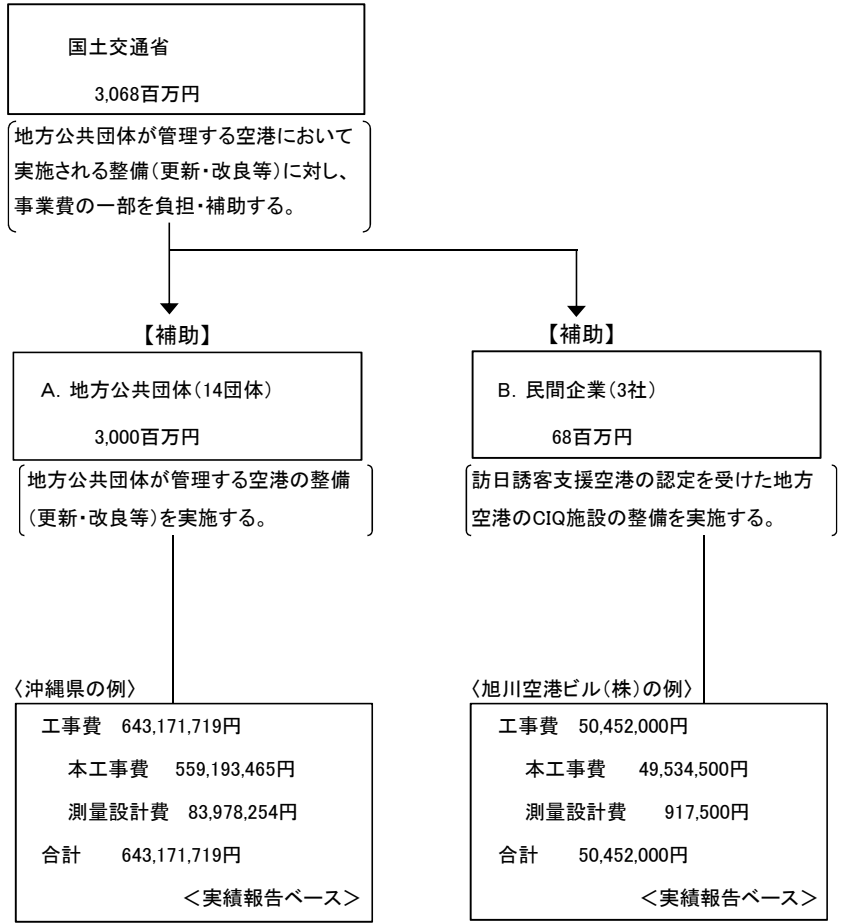 国土交通省
3,068百万円
地方公共団体が管理する空港において
実施される整備(更新・改良等)に対し、
事業費の一部を負担・補助する。
【補助】
A. 地方公共団体(14団体)
3,000百万円
地方公共団体が管理する空港の整備
(更新・改良等)を実施する。
〈沖縄県の例〉
工事費 643,171,719円
本工事費 559,193,465円
測量設計費 83,978,254円
合計 643,171,719円
<実績報告ベース>
【補助】
B. 民間企業(3社)
68百万円
訪日誘客支援空港の認定を受けた地方
空港のCIQ施設の整備を実施する。
〈旭川空港ビル(株)の例〉
工事費 50,452,000円
本工事費 49,534,500円
測量設計費 917,500円
合計 50,452,000円
<実績報告ベース>